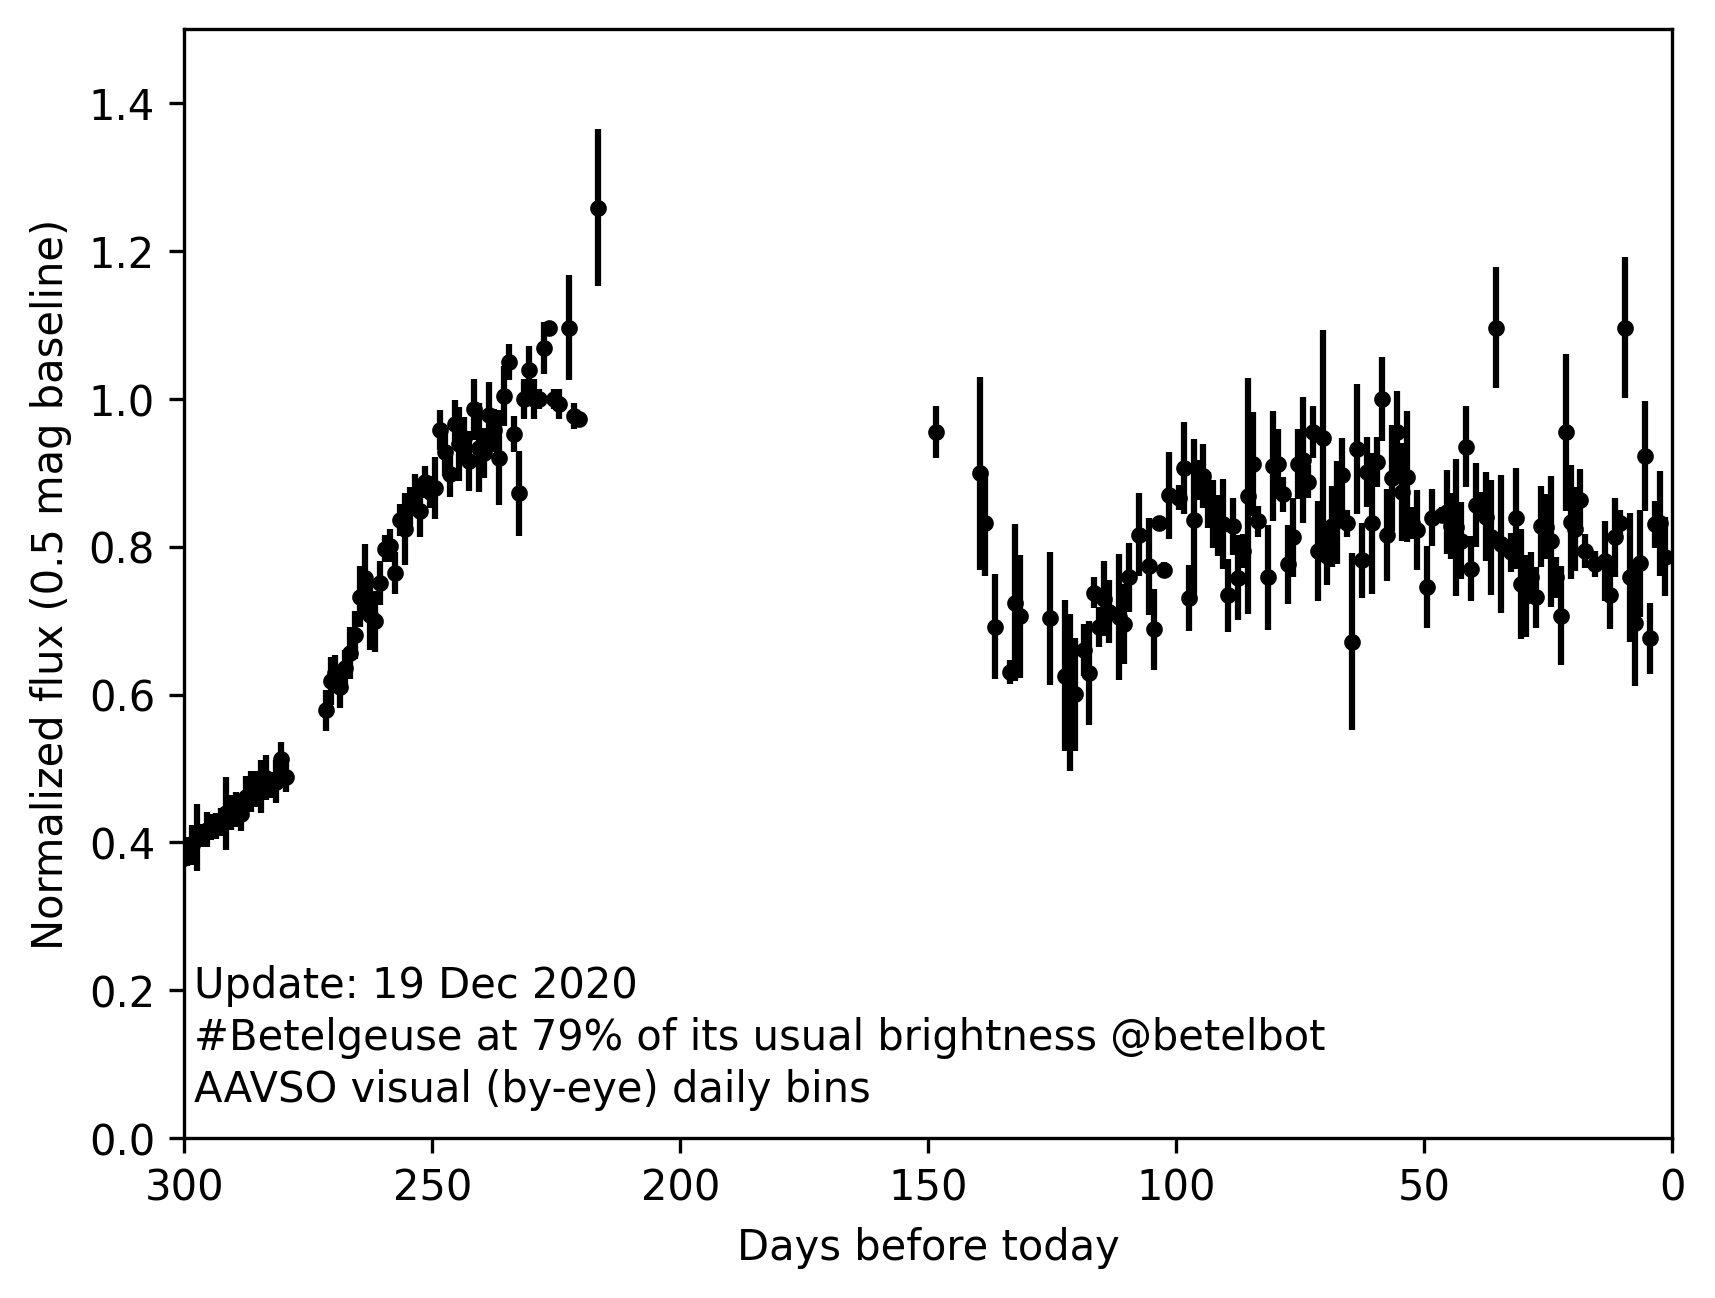 1.4
1.2
1.0
0.8
0.6
0.4
0.2
0.0
Normalized flux (0.5 mag baseline)
Update: 19 Dec 2020
#Betelgeuse at 79% of its usual brightness @betelbot
AAVSO visual (by-eye) daily bins
300 250 200 150 100 50 0
Days before today